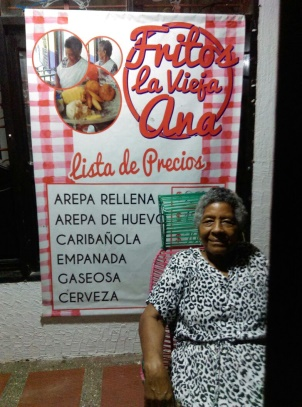 Fritos
La Vieja
Ana
lista de Precios
AREPA RELLENA
AREPA DE HUEVO
CARIBAÑOLA
EMPANADA
GASEOSA
CERVEZA